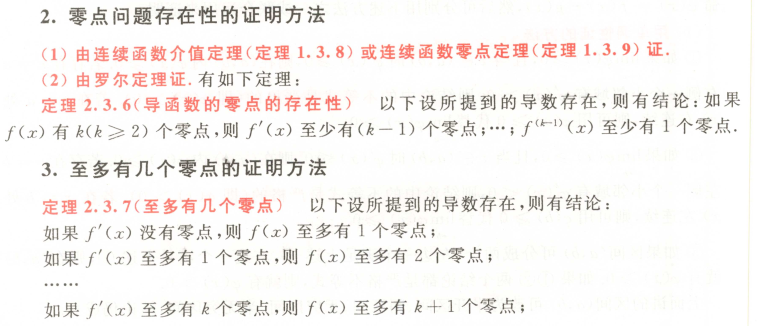 2. 零点问题存在性的证明方法
(1) 由连续函数介值定理(定理 1.3.8)或连续函数零点定理(定理 1.3.9)证.
(2) 由罗尔定理证. 有如下定理:
定理 2.3.6(导函数的零点的存在性) 以下设所提到的导数存在,则有结论:如果
f(x) 有 k(k≥2) 个零点,则 f′(x) 至少有(k−1) 个零点;…; f^(k−1)(x) 至少有 1 个零点.
3. 至多有几个零点的证明方法
定理 2.3.7(至多有几个零点) 以下设所提到的导数存在,则有结论:
如果 f′(x) 没有零点,则 f(x) 至多有 1 个零点;
如果 f′(x) 至多有 1 个零点,则 f(x) 至多有 2 个零点;
……
如果 f′(x) 至多有 k 个零点,则 f(x) 至多有 k+1 个零点;